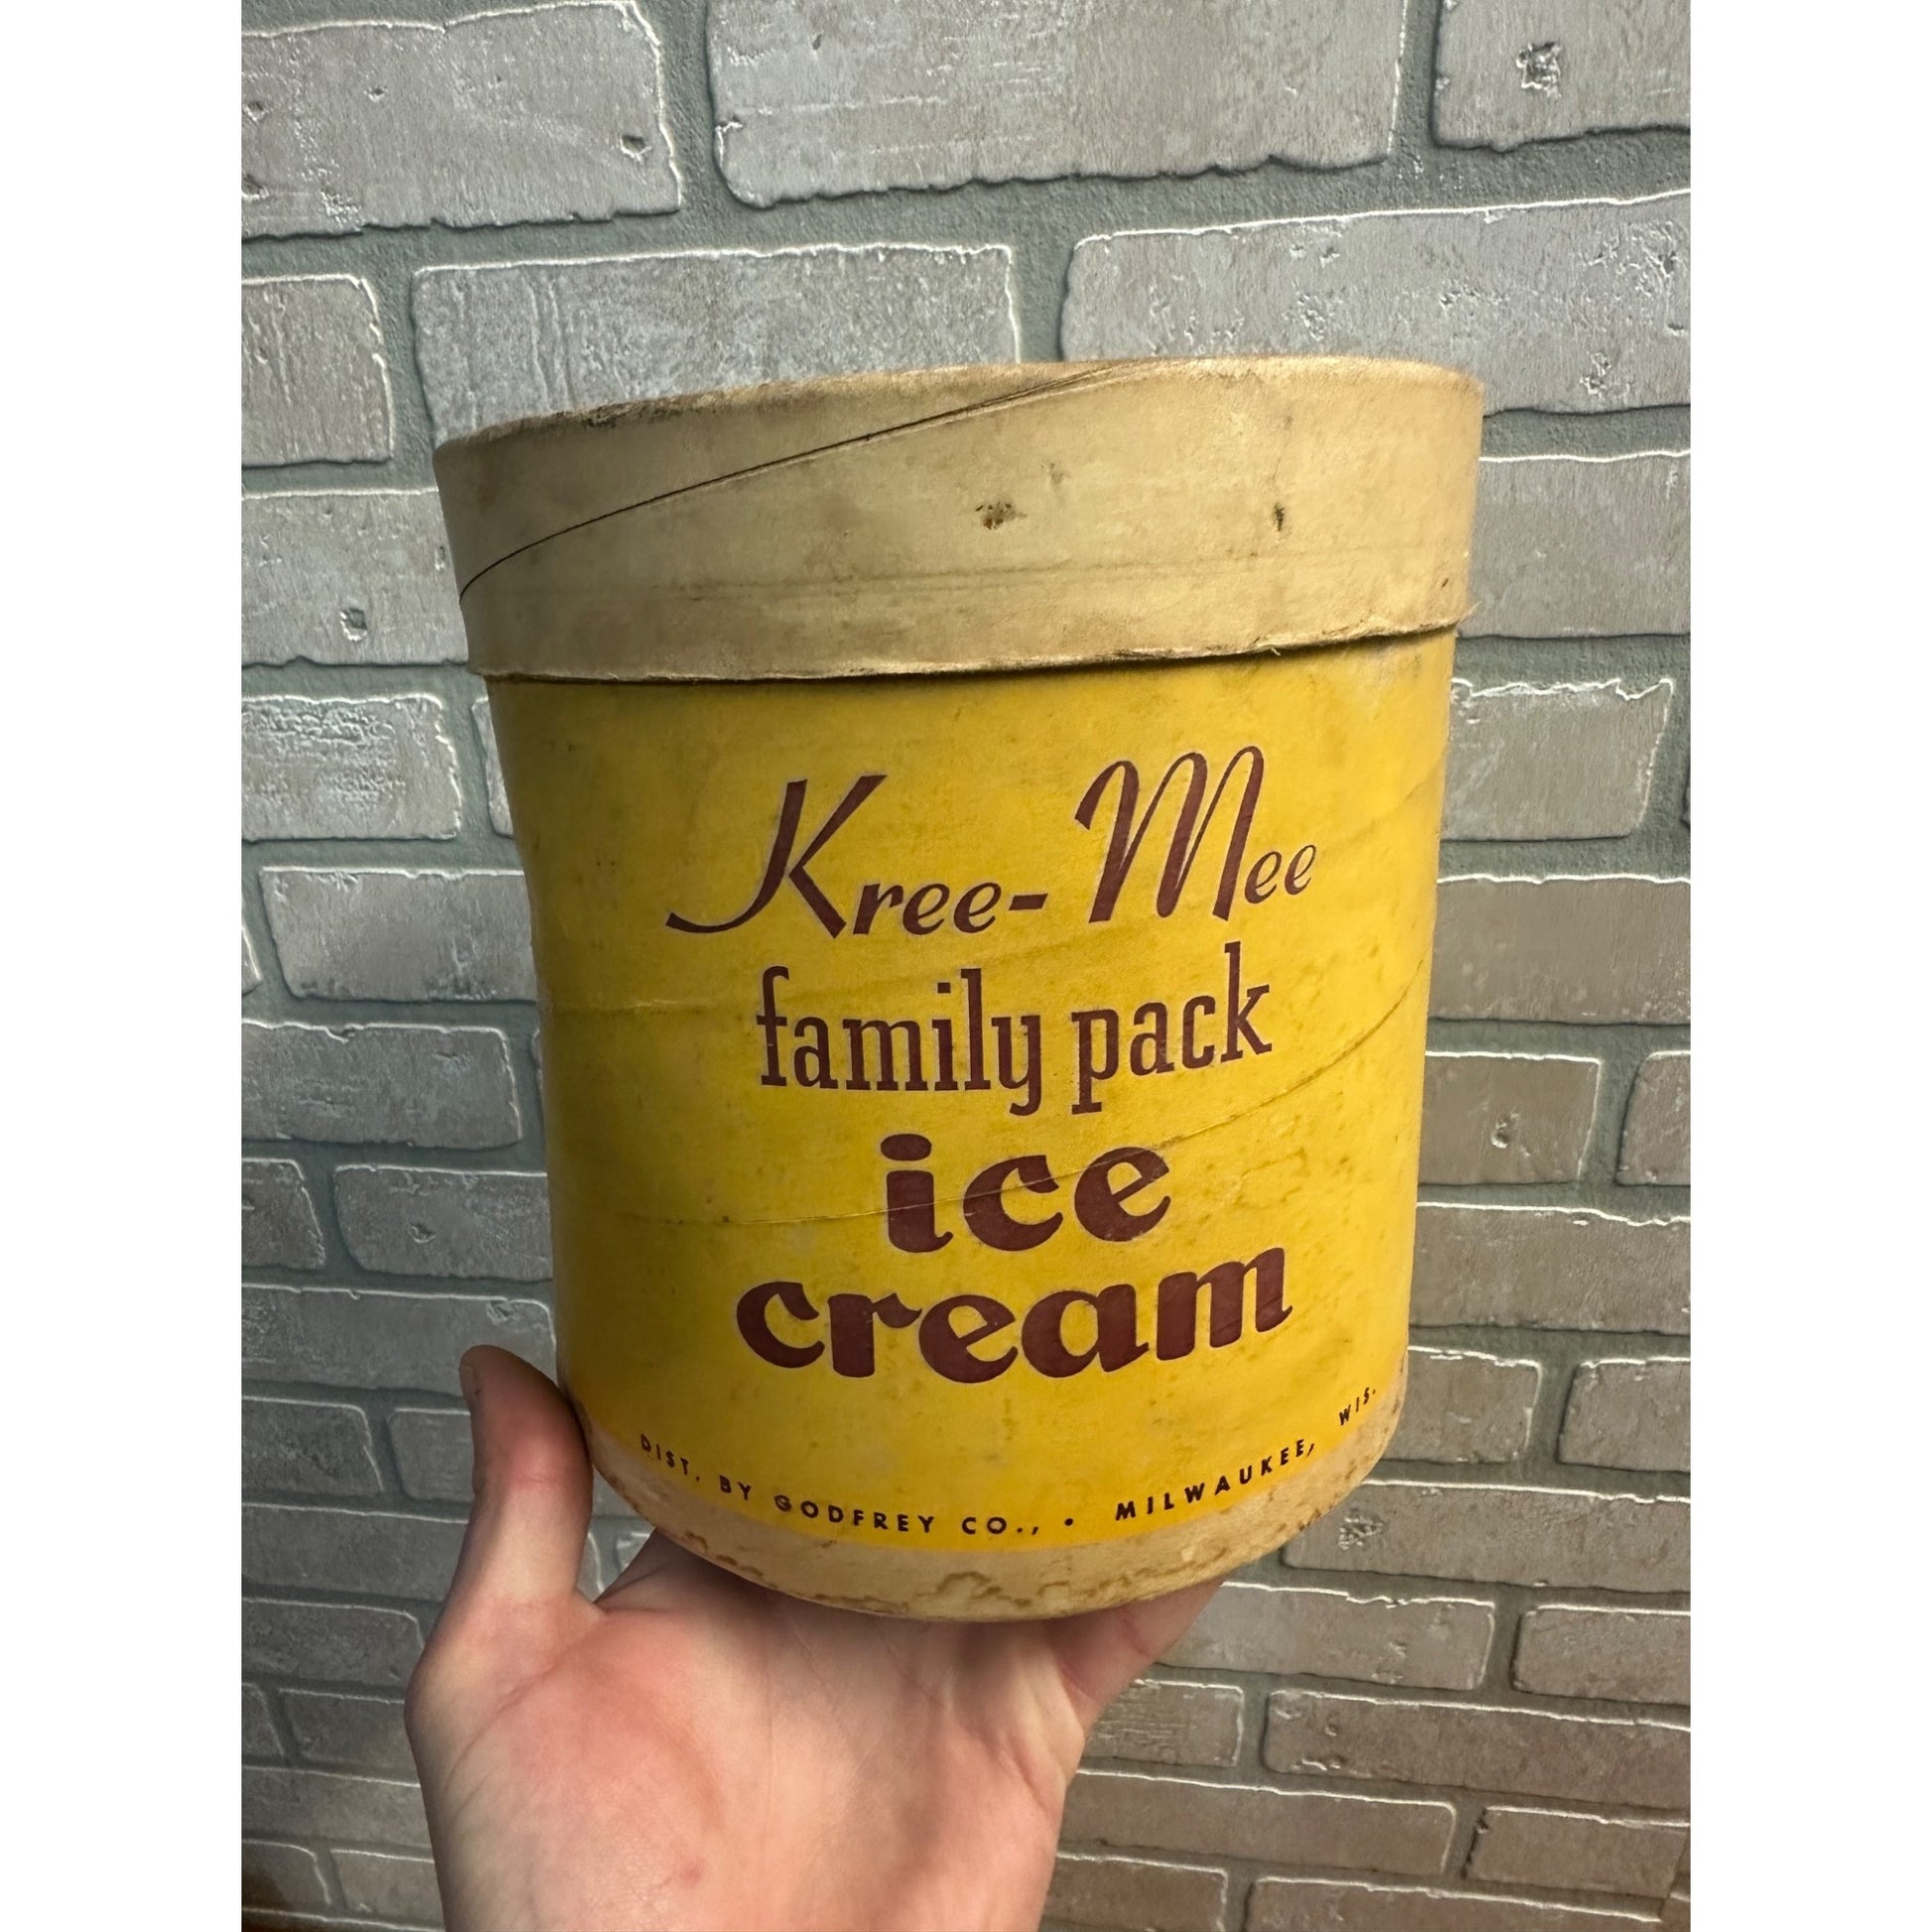 Kree-Mee
family pack
ice
cream
DIST. BY GODFREY CO., • MILWAUKEE, WIS.